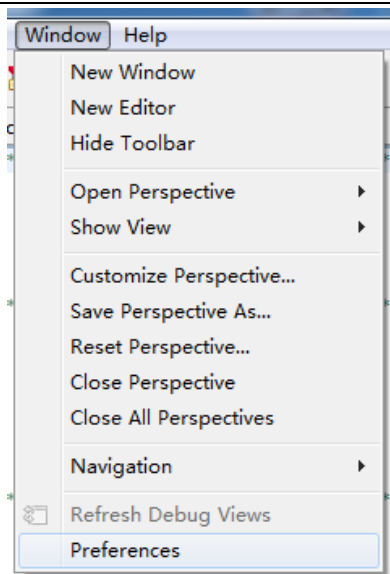 Window Help
New Window
New Editor
Hide Toolbar
Open Perspective
Show View
Customize Perspective...
Save Perspective As...
Reset Perspective...
Close Perspective
Close All Perspectives
Navigation
Refresh Debug Views
Preferences